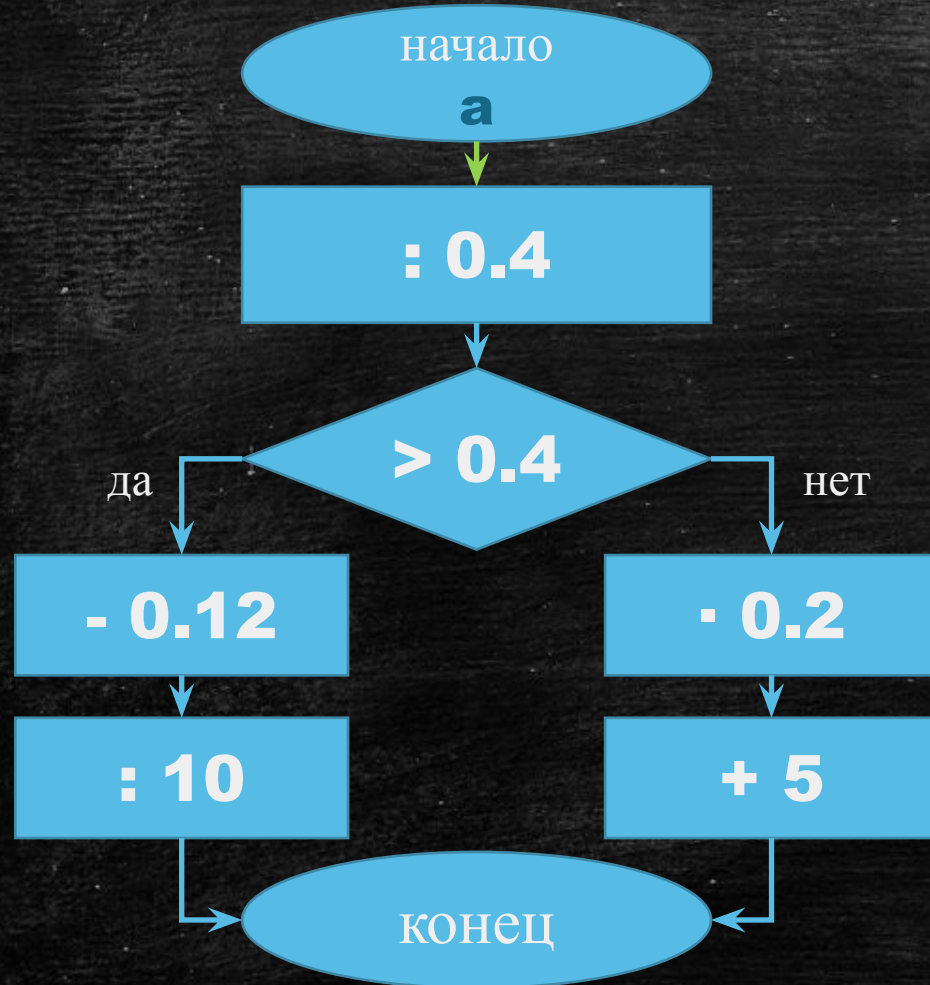 начало
a
: 0.4
> 0.4
да
нет
- 0.12
· 0.2
: 10
+ 5
конец